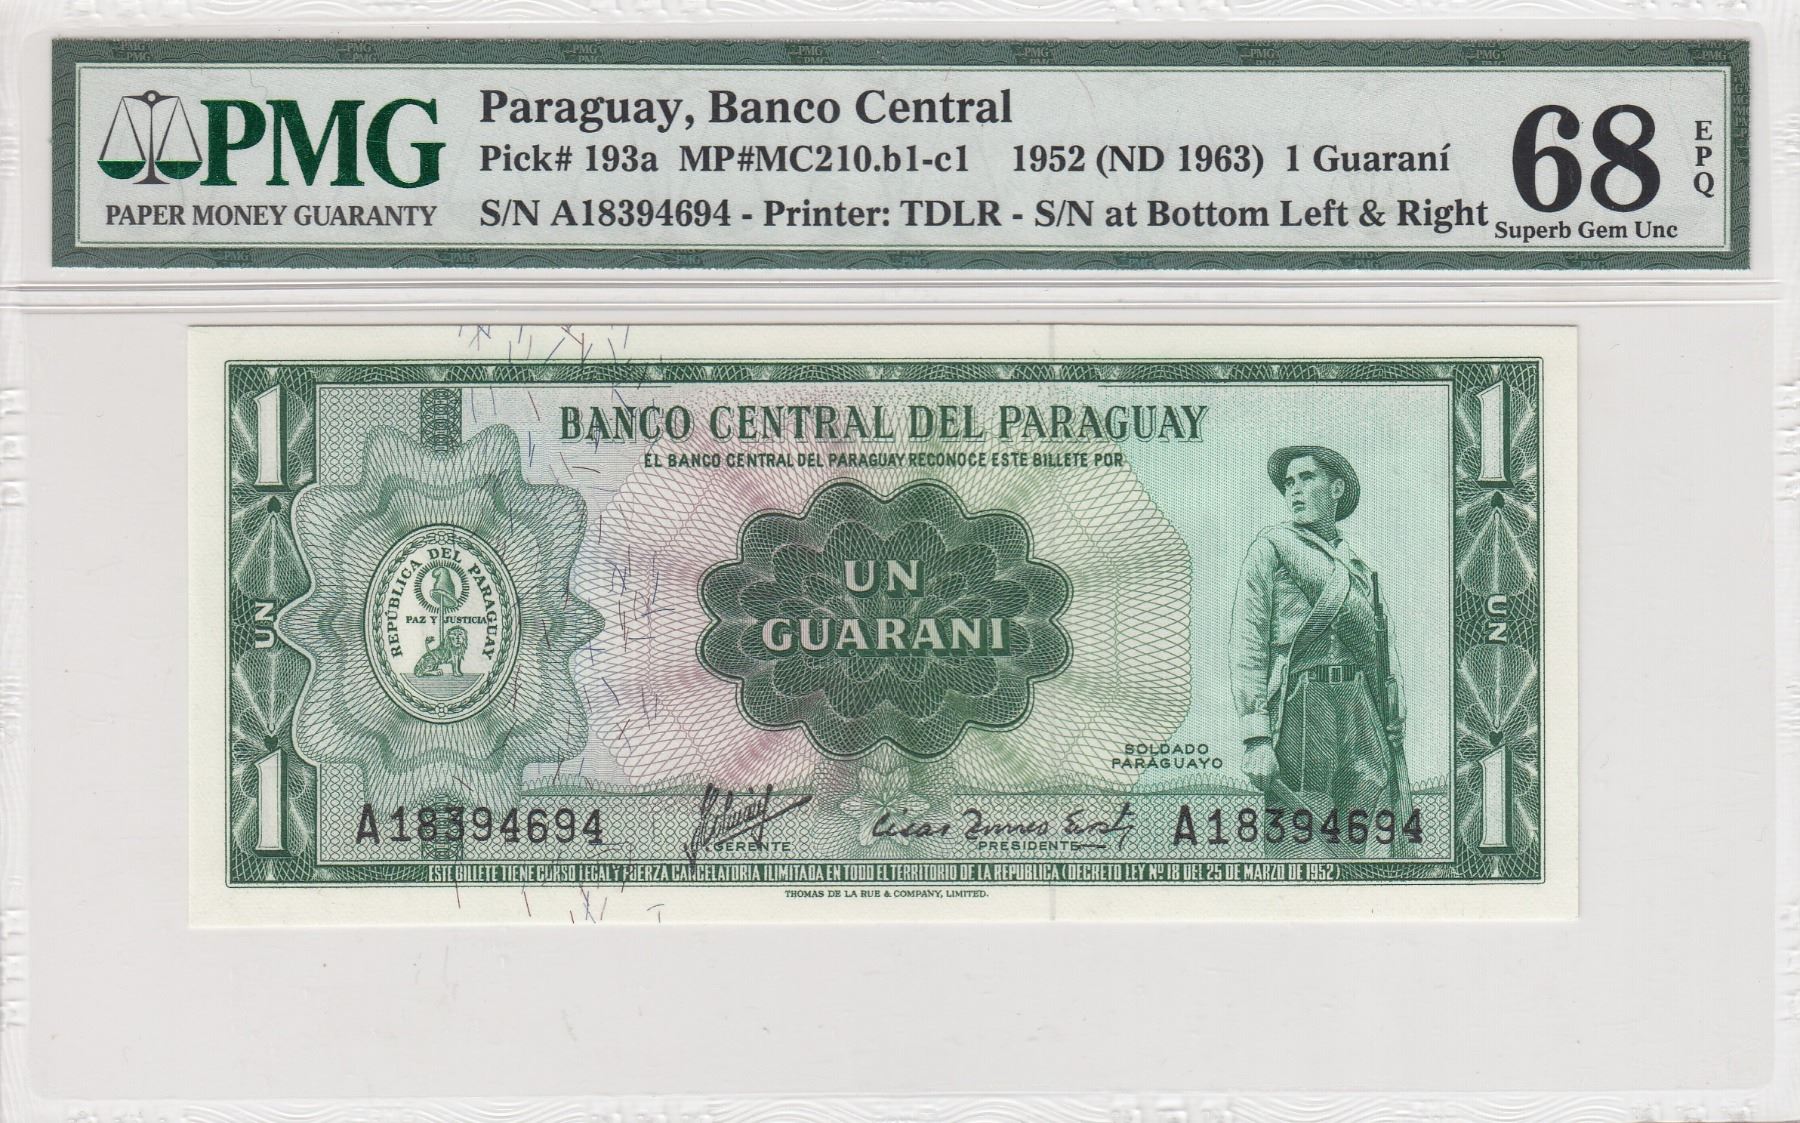 PMG
PAPER MONEY GUARANTY
Paraguay, Banco Central
Pick# 193a MP#MC210.b1-c1 1952 (ND 1963) 1 Guaraní
S/N A18394694 - Printer: TDLR - S/N at Bottom Left & Right
68
EPQ
Superb Gem Unc
1
1
BANCO CENTRAL DEL PARAGUAY
EL BANCO CENTRAL DEL PARAGUAY RECONOCE ESTE BILLETE POR
REPÚBLICA DEL PARAGUAY
PAZ Y JUSTICIA
UN
UN
GUARANI
UN
SOLDADO
PARAGUAYO
1
1
A18394694
GERENTE
PRESIDENTE
A18394694
ESTE BILLETE TIENE CURSO LEGAL Y FUERZA CANCELATORIA ILIMITADA EN TODO EL TERRITORIO DE LA REPUBLICA (DECRETO LEY Nº 18 DEL 25 DE MARZO DE 1952)
THOMAS DE LA RUE & COMPANY, LIMITED.